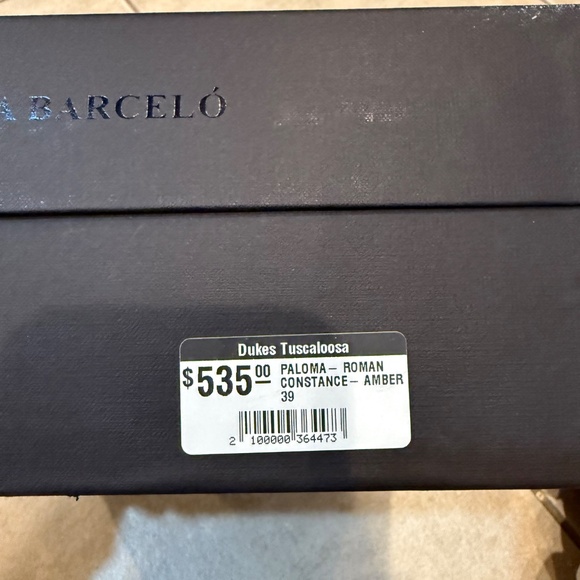 A BARCELÓ
Dukes Tuscaloosa
$535.00 PALOMA- ROMAN
CONSTANCE- AMBER
39
2 100000 364473